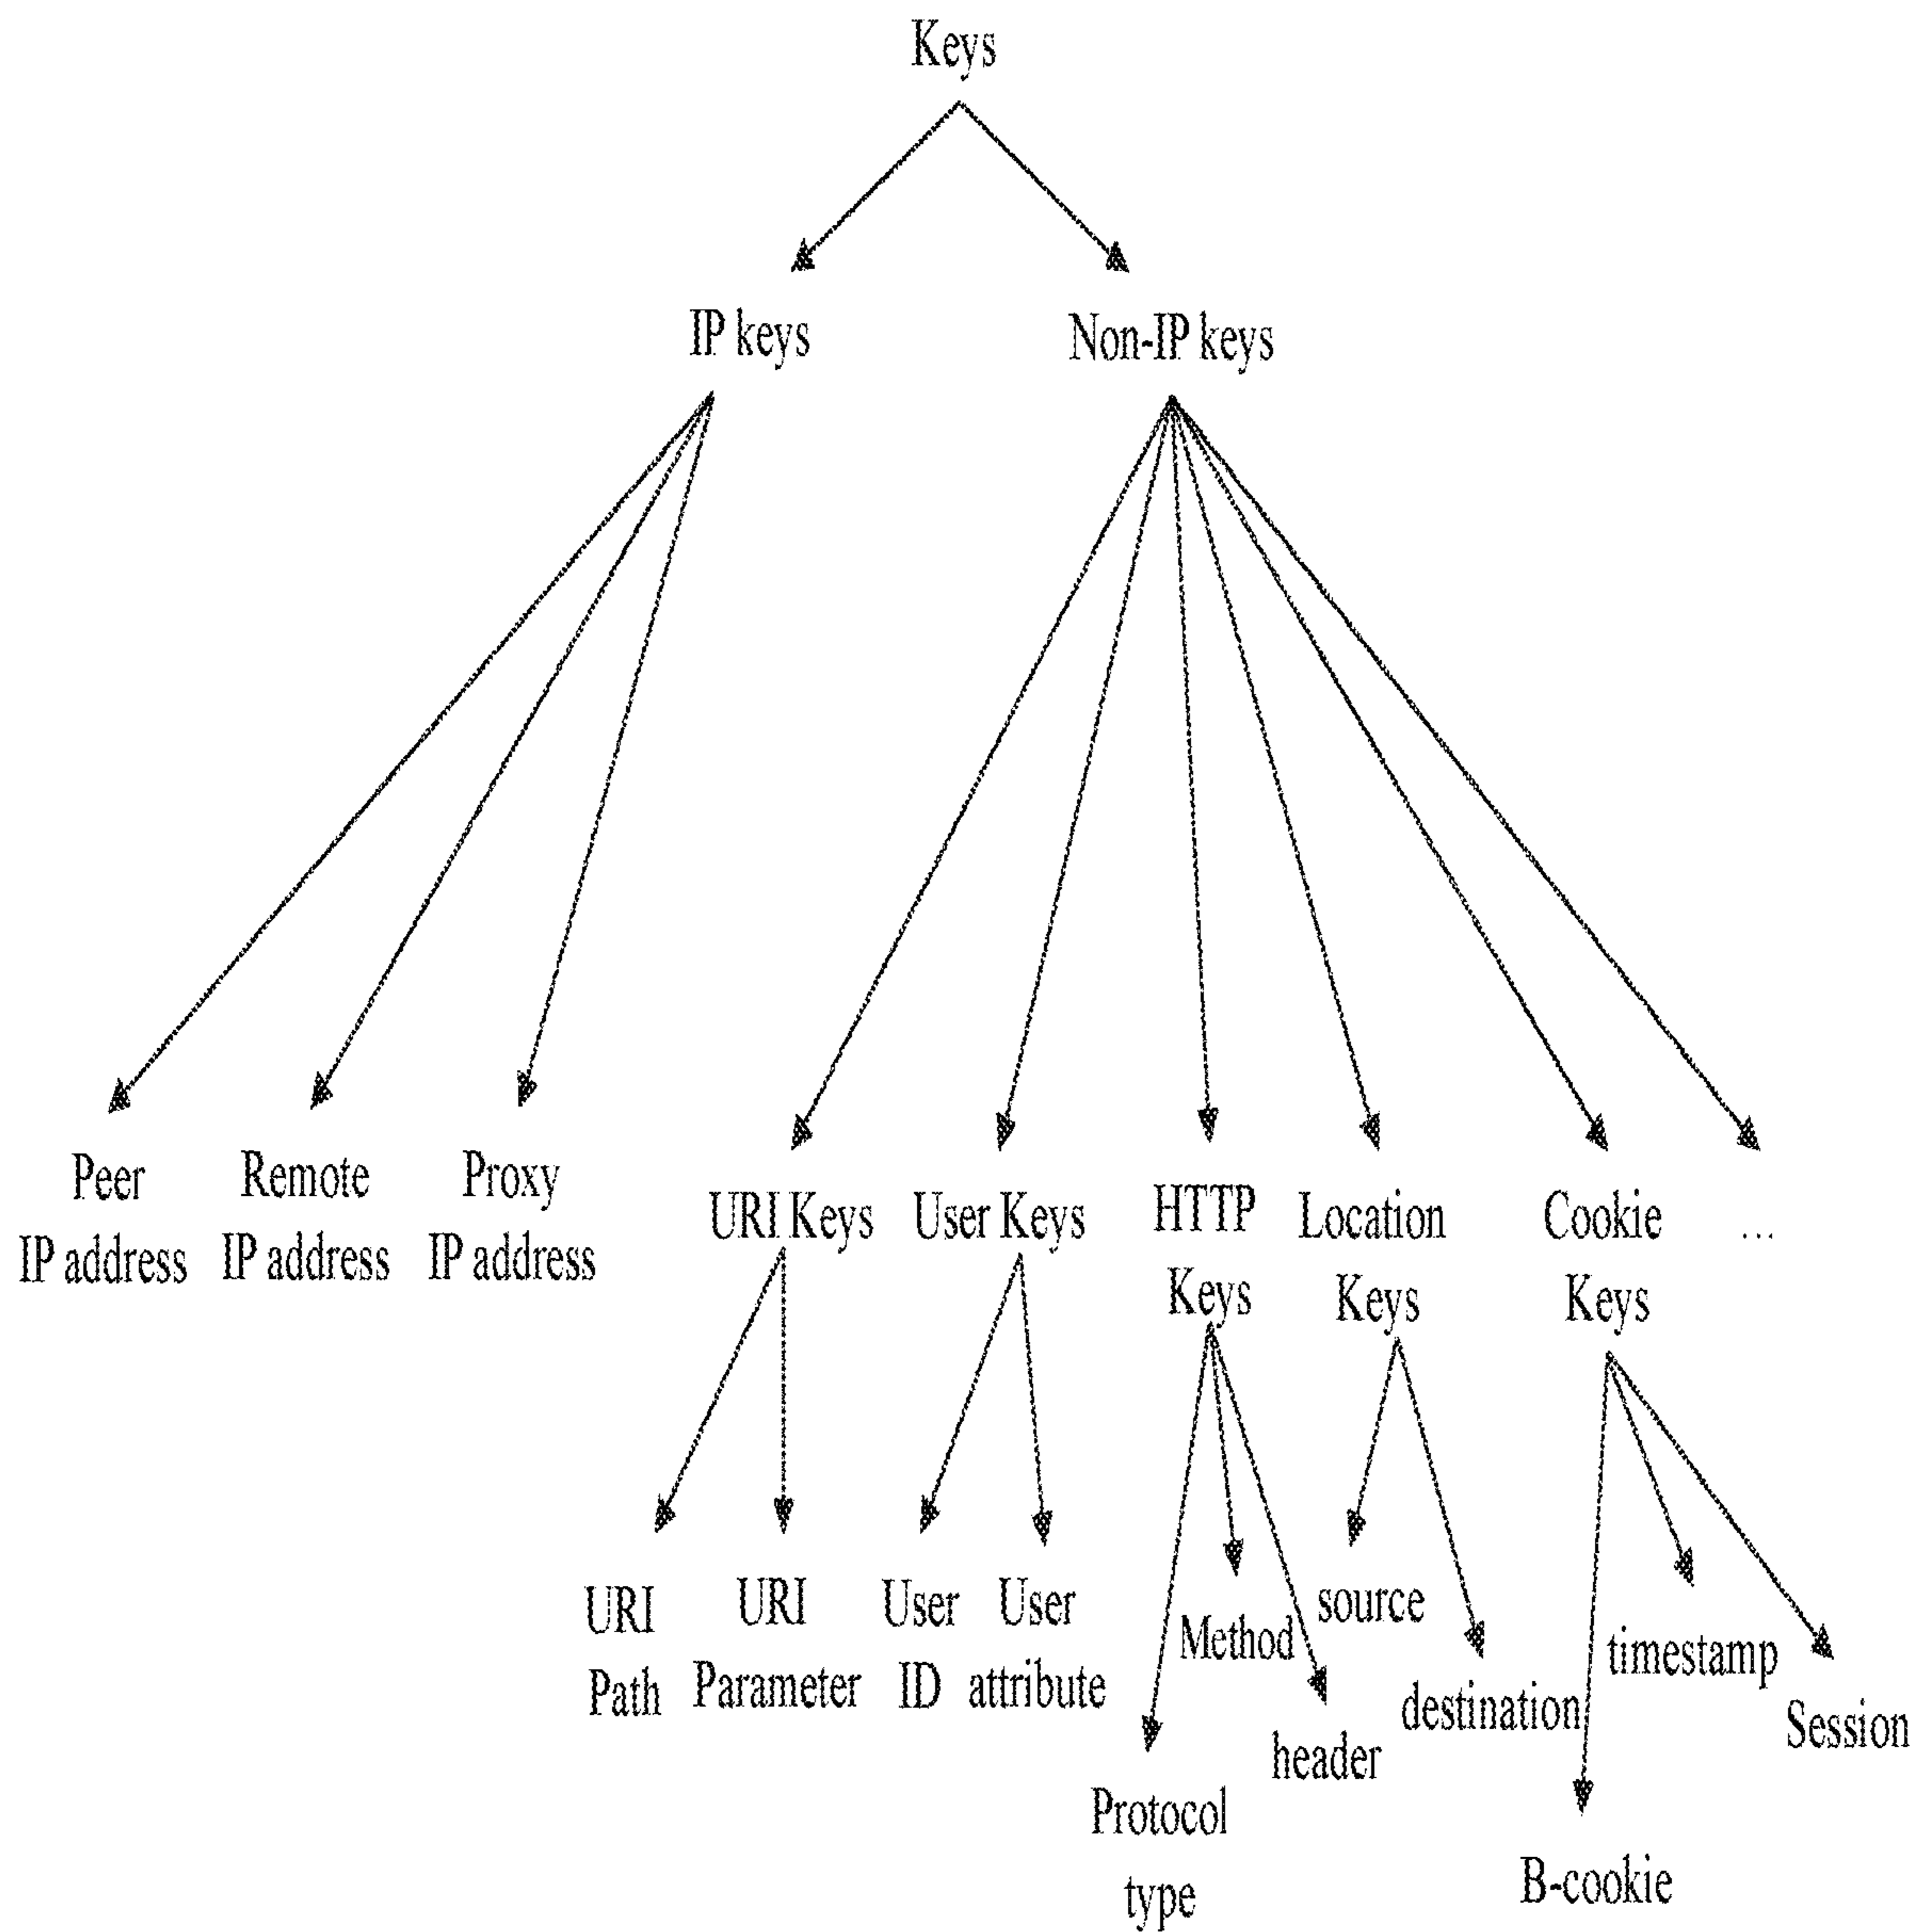 Keys
IP keys
Non-IP keys
Peer
IP address
Remote
IP address
Proxy
IP address
URI Keys
User Keys
HTTP
Keys
Location
Keys
Cookie
Keys
...
URI
Path
URI
Parameter
User
ID
User
attribute
Protocol
type
Method
header
source
destination
B-cookie
timestamp
Session